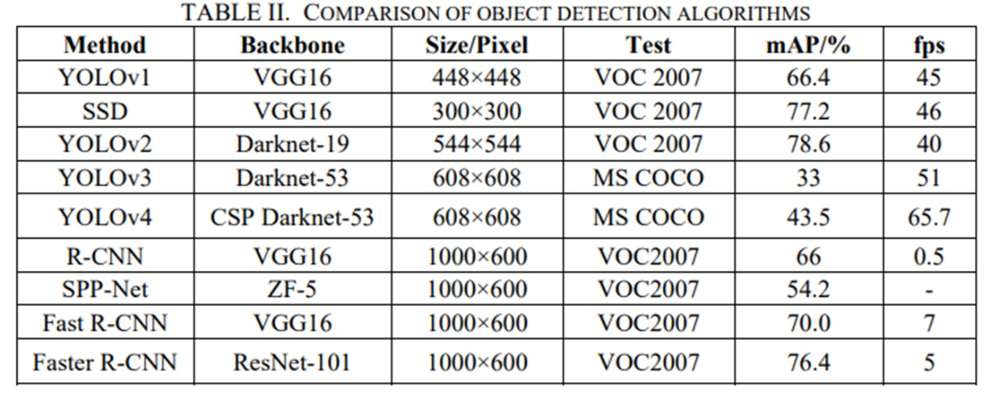 TABLE II. COMPARISON OF OBJECT DETECTION ALGORITHMS
Method Backbone Size/Pixel Test mAP/% fps
YOLOv1 VGG16 448×448 VOC 2007 66.4 45
SSD VGG16 300×300 VOC 2007 77.2 46
YOLOv2 Darknet-19 544×544 VOC 2007 78.6 40
YOLOv3 Darknet-53 608×608 MS COCO 33 51
YOLOv4 CSP Darknet-53 608×608 MS COCO 43.5 65.7
R-CNN VGG16 1000×600 VOC2007 66 0.5
SPP-Net ZF-5 1000×600 VOC2007 54.2 -
Fast R-CNN VGG16 1000×600 VOC2007 70.0 7
Faster R-CNN ResNet-101 1000×600 VOC2007 76.4 5